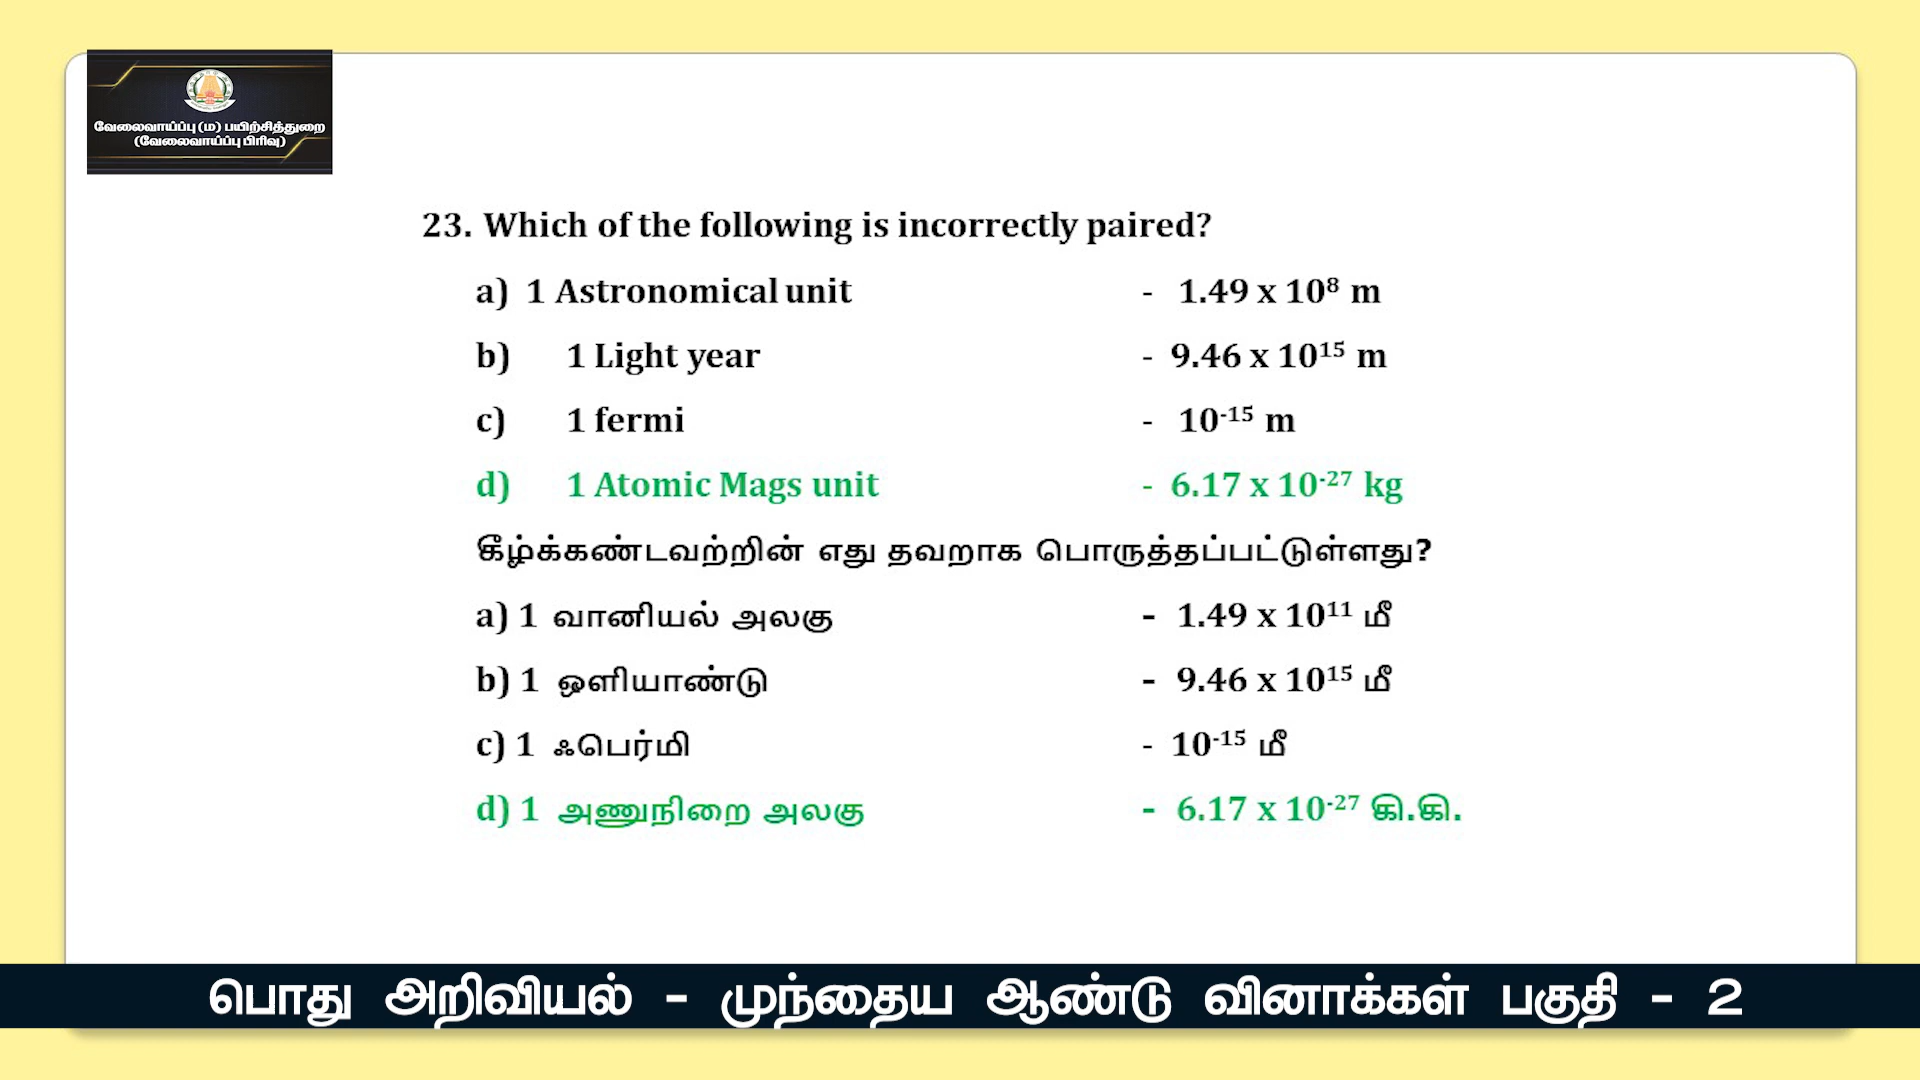 வேலைவாய்ப்பு (ம) பயிற்சித்துறை
(வேலைவாய்ப்பு பிரிவு)
23. Which of the following is incorrectly paired?
a) 1 Astronomical unit - 1.49 x 10⁸ m
b) 1 Light year - 9.46 x 10¹⁵ m
c) 1 fermi - 10⁻¹⁵ m
d) 1 Atomic Mags unit - 6.17 x 10⁻²⁷ kg
கீழ்க்கண்டவற்றின் எது தவறாக பொருத்தப்பட்டுள்ளது?
a) 1 வானியல் அலகு - 1.49 x 10¹¹ மீ
b) 1 ஒளியாண்டு - 9.46 x 10¹⁵ மீ
c) 1 ஃபெர்மி - 10⁻¹⁵ மீ
d) 1 அணுநிறை அலகு - 6.17 x 10⁻²⁷ கி.கி.
பொது அறிவியல் - முந்தைய ஆண்டு வினாக்கள் பகுதி - 2